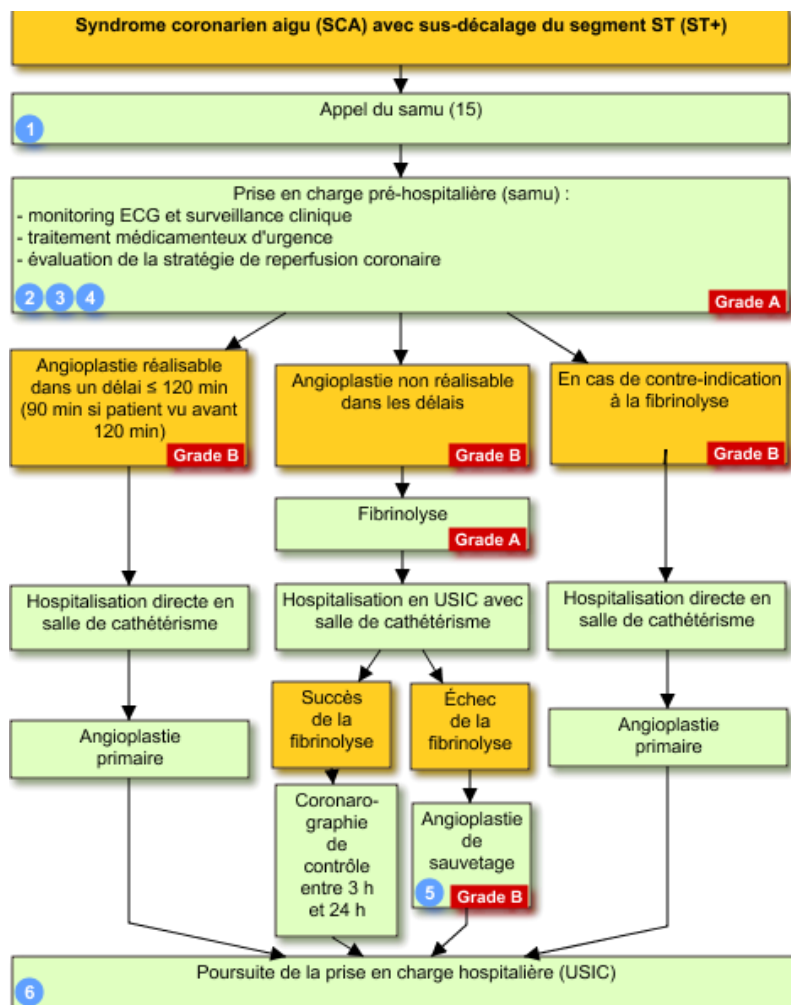 Syndrome coronarien aigu (SCA) avec sus-décalage du segment ST (ST+)
Appel du samu (15)
1
Prise en charge pré-hospitalière (samu) :
- monitoring ECG et surveillance clinique
- traitement médicamenteux d'urgence
- évaluation de la stratégie de reperfusion coronaire
2 3 4
Grade A
Angioplastie réalisable
dans un délai ≤ 120 min
(90 min si patient vu avant
120 min)
Grade B
Angioplastie non réalisable
dans les délais
Grade B
En cas de contre-indication
à la fibrinolyse
Grade B
Fibrinolyse
Grade A
Hospitalisation directe en
salle de cathétérisme
Hospitalisation en USIC avec
salle de cathétérisme
Hospitalisation directe en
salle de cathétérisme
Succès
de la
fibrinolyse
Échec
de la
fibrinolyse
Angioplastie
primaire
Angioplastie
primaire
Coronaro-
graphie
de
contrôle
entre 3 h
et 24 h
Angioplastie
de
sauvetage
5
Grade B
Poursuite de la prise en charge hospitalière (USIC)
6